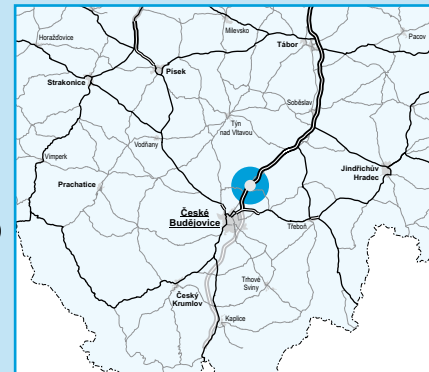 Milevsko
Horažďovice
Tábor
Pacov
Písek
Strakonice
Soběslav
Týn
nad Vltavou
Vodňany
Vimperk
Jindřichův
Hradec
Prachatice
České
Budějovice
Třeboň
Trhové
Sviny
Český
Krumlov
Kaplice